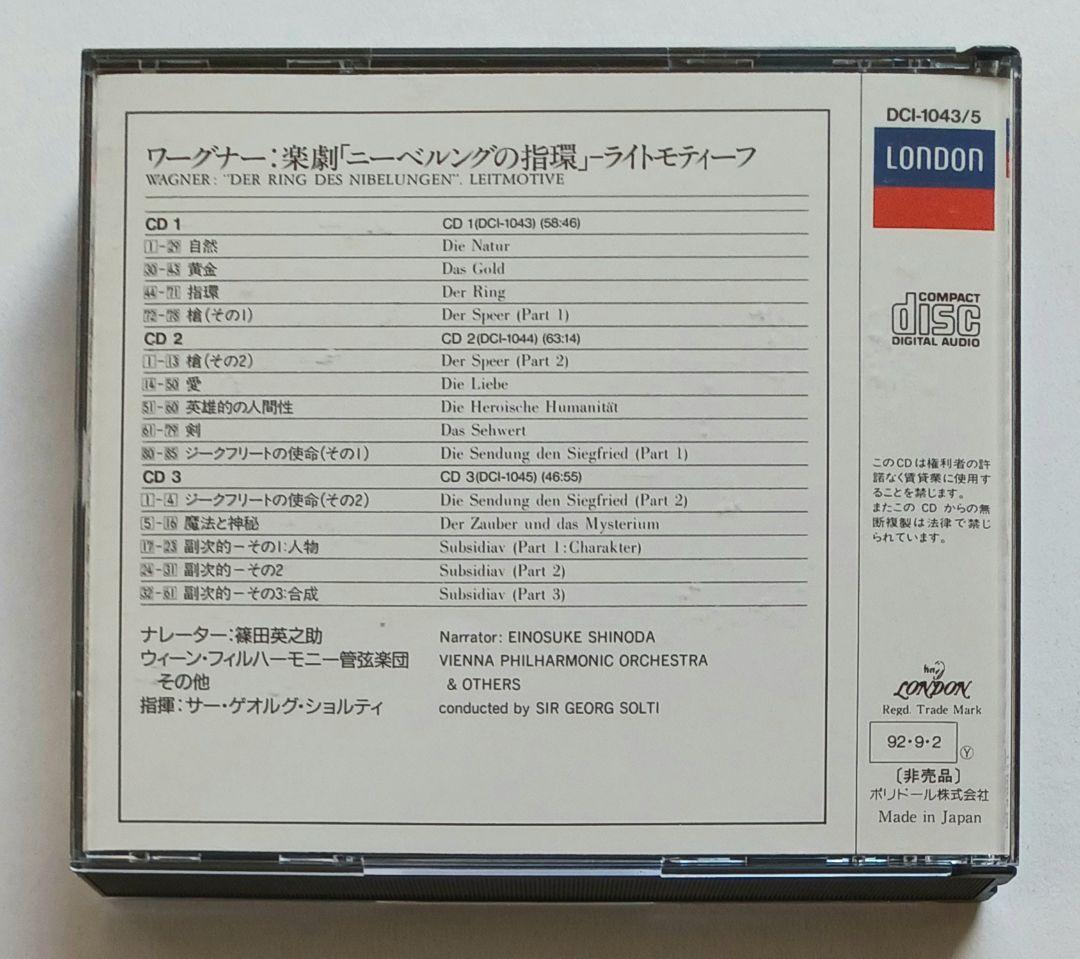 ワーグナー:楽劇「ニーベルングの指環」-ライトモティーフ
WAGNER: "DER RING DES NIBELUNGEN". LEITMOTIVE
CD 1 CD 1(DCI-1043) (58:46)
1-29 自然 Die Natur
30-43 黄金 Das Gold
44-71 指環 Der Ring
72-78 槍(その1) Der Speer (Part 1)
CD 2 CD 2(DCI-1044) (63:14)
1-13 槍(その2) Der Speer (Part 2)
14-50 愛 Die Liebe
51-60 英雄的の人間性 Die Heroische Humanität
61-79 剣 Das Sehwert
80-85 ジークフリートの使命(その1) Die Sendung den Siegfried (Part 1)
CD 3 CD 3(DCI-1045) (46:55)
1-4 ジークフリートの使命(その2) Die Sendung den Siegfried (Part 2)
5-16 魔法と神秘 Der Zauber und das Mysterium
17-23 副次的-その1:人物 Subsidiav (Part 1:Charakter)
24-31 副次的-その2 Subsidiav (Part 2)
32-61 副次的-その3:合成 Subsidiav (Part 3)
ナレーター:篠田英之助 Narrator: EINOSUKE SHINODA
ウィーン・フィルハーモニー管弦楽団 VIENNA PHILHARMONIC ORCHESTRA
その他 & OTHERS
指揮:サー・ゲオルグ・ショルティ conducted by SIR GEORG SOLTI
DCI-1043/5
LONDON
COMPACT
disc
DIGITAL AUDIO
このCDは権利者の許
諾なく賃貸業に使用す
ることを禁じます。
またこの CD からの無
断複製は法律で禁じ
られています。
LONDON
Regd. Trade Mark
92・9・2 Ⓨ
〔非売品〕
ポリドール株式会社
Made in Japan